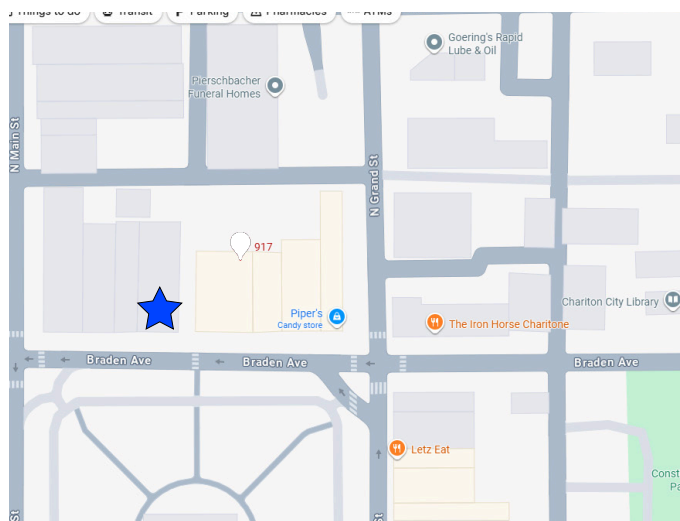 Things to do
Transit
Parking
Pharmacies
ATMs
Goering's Rapid
Lube & Oil
Pierschbacher
Funeral Homes
N Main St
N Grand St
917
Piper's
Candy store
Chariton City Library
The Iron Horse Charitone
Braden Ave
Braden Ave
Braden Ave
Letz Eat
Const
Pa
St
St